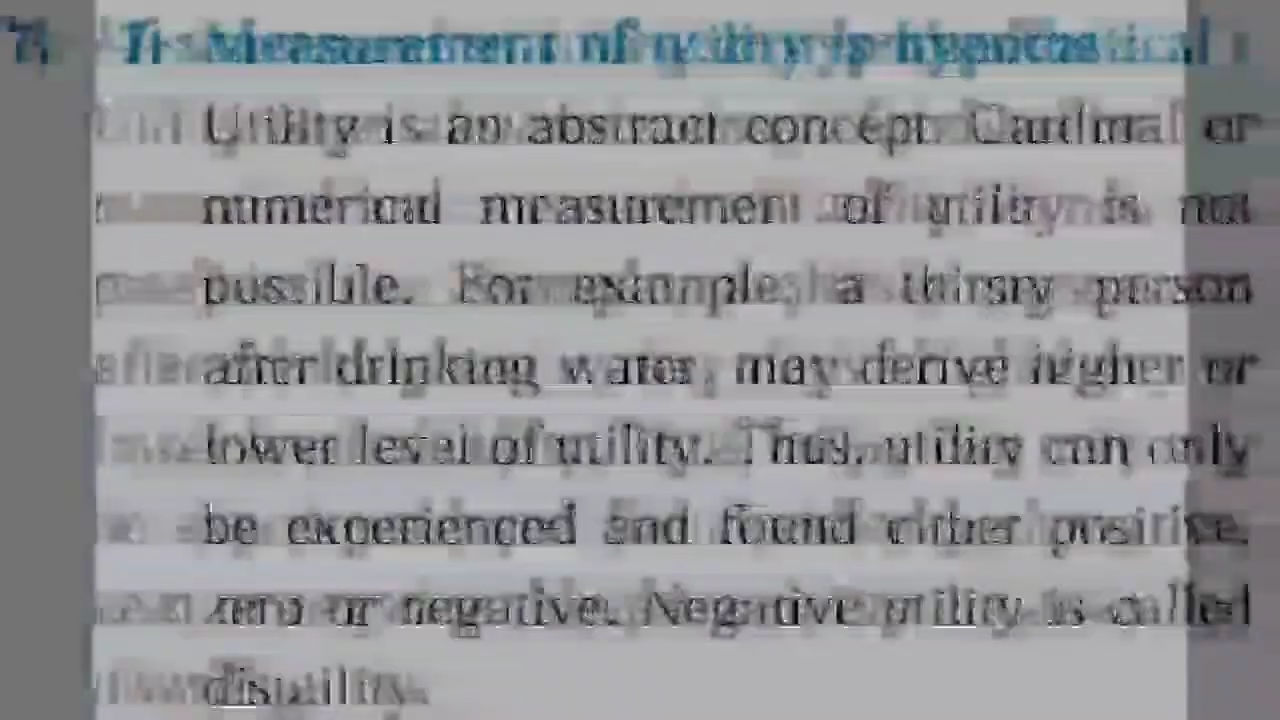 7. Measurement of utility is hypothetical :
Utility is an abstract concept. Cardinal or
numerical measurement of utility is not
possible. For example, a thirsty person
after drinking water, may derive higher or
lower level of utility. Thus, utility can only
be experienced and found either positive,
zero or negative. Negative utility is called
disutility.